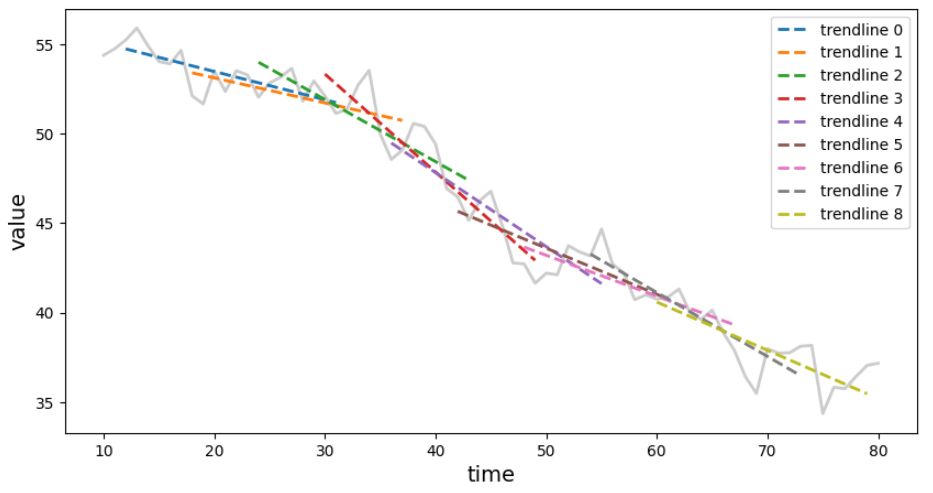 55
50
45
40
35
value
10 20 30 40 50 60 70 80
time
trendline 0
trendline 1
trendline 2
trendline 3
trendline 4
trendline 5
trendline 6
trendline 7
trendline 8